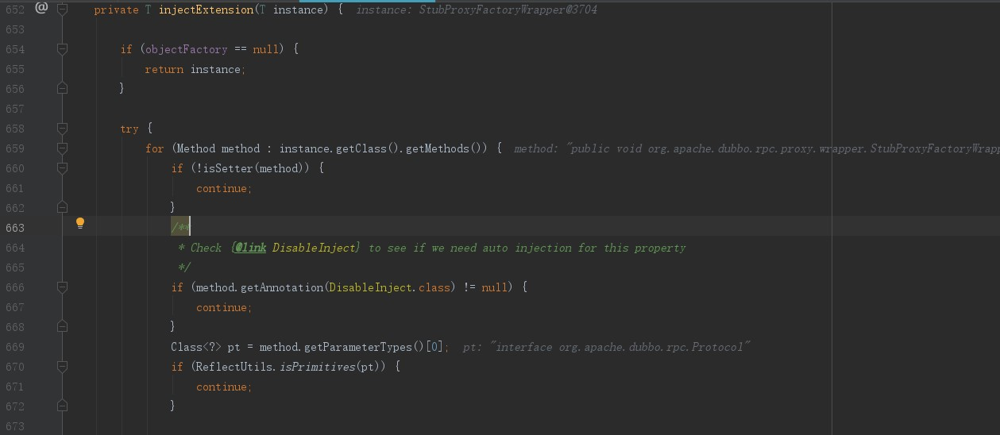 652 @ private T injectExtension(T instance) { instance: StubProxyFactoryWrapper@3704
653
654 if (objectFactory == null) {
655 return instance;
656 }
657
658 try {
659 for (Method method : instance.getClass().getMethods()) { method: "public void org.apache.dubbo.rpc.proxy.wrapper.StubProxyFactoryWrapp
660 if (!isSetter(method)) {
661 continue;
662 }
663 /**
664 * Check {@link DisableInject} to see if we need auto injection for this property
665 */
666 if (method.getAnnotation(DisableInject.class) != null) {
667 continue;
668 }
669 Class<?> pt = method.getParameterTypes()[0]; pt: "interface org.apache.dubbo.rpc.Protocol"
670 if (ReflectUtils.isPrimitives(pt)) {
671 continue;
672 }
673